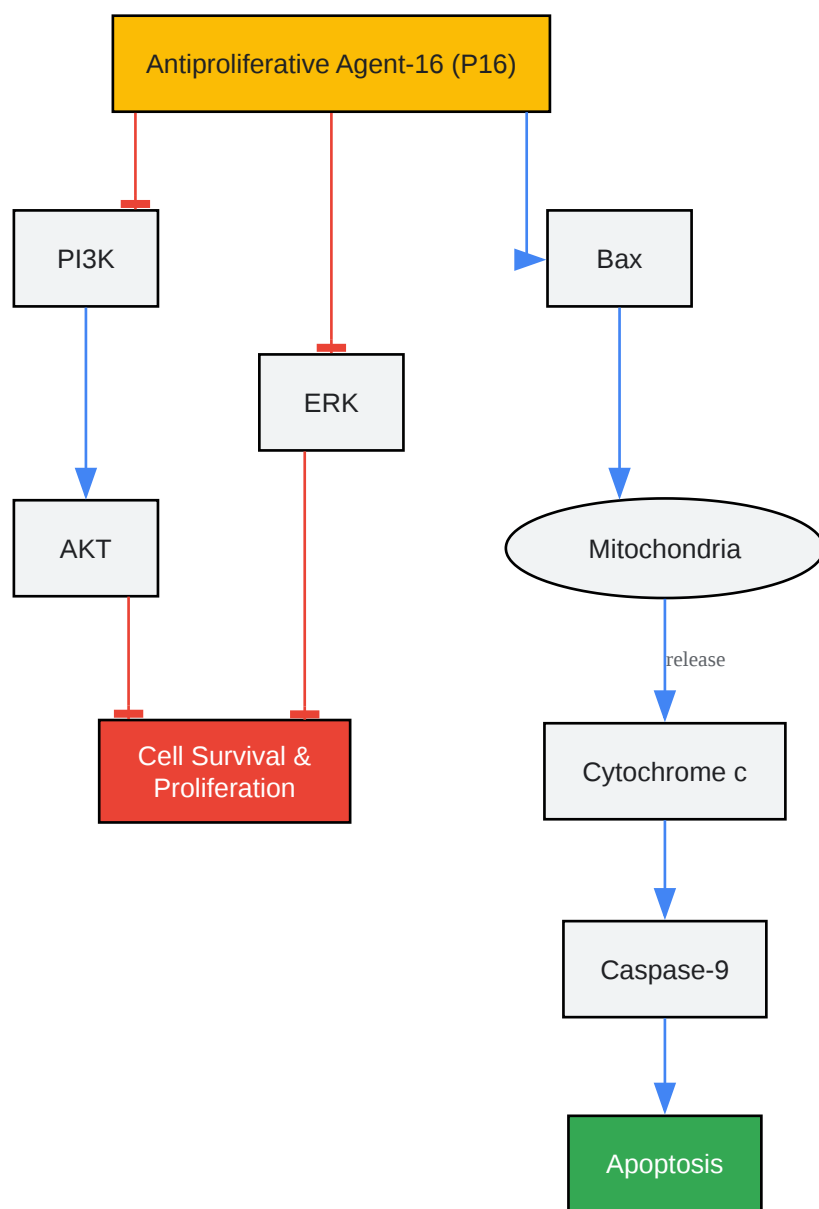 Antiproliferative Agent-16 (P16)
PI3K
Bax
ERK
AKT
Mitochondria
release
Cell Survival &
Proliferation
Cytochrome c
Caspase-9
Apoptosis